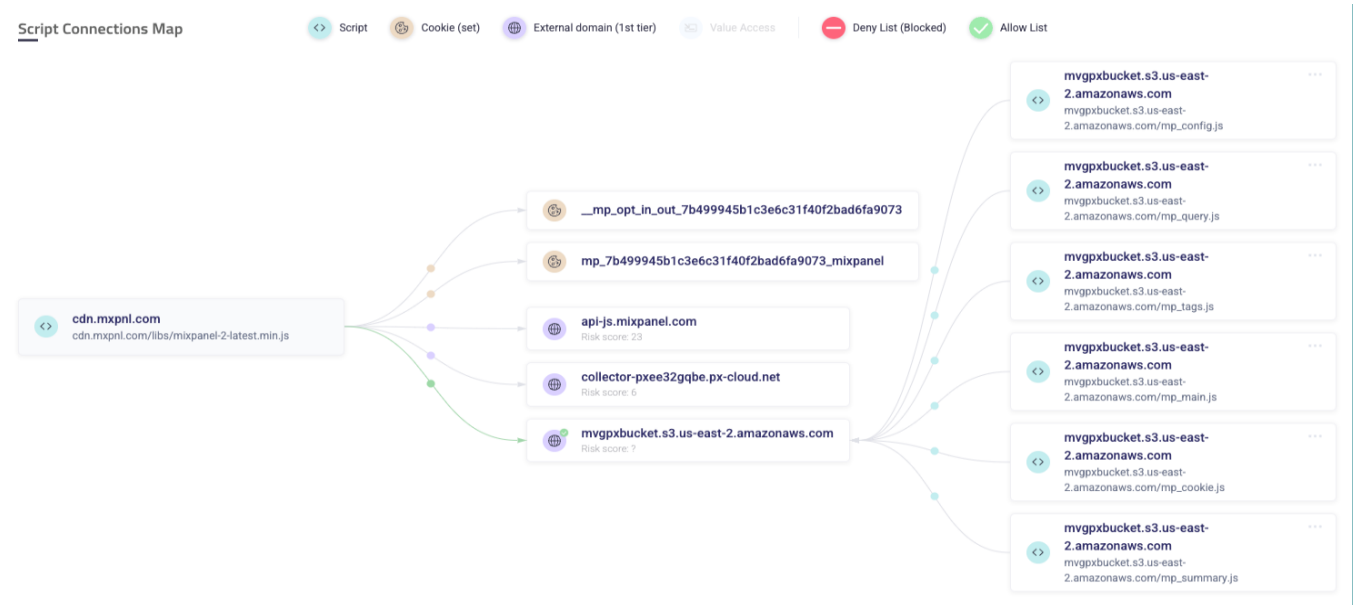 Script Connections Map
Script
Cookie (set)
External domain (1st tier)
Value Access
Deny List (Blocked)
Allow List
cdn.mxpnl.com
cdn.mxpnl.com/libs/mixpanel-2-latest.min.js
__mp_opt_in_out_7b499945b1c3e6c31f40f2bad6fa9073
mp_7b499945b1c3e6c31f40f2bad6fa9073_mixpanel
api-js.mixpanel.com
Risk score: 23
collector-pxee32gqbe.px-cloud.net
Risk score: 6
mvgpxbucket.s3.us-east-2.amazonaws.com
Risk score: ?
mvgpxbucket.s3.us-east-
2.amazonaws.com
mvgpxbucket.s3.us-east-
2.amazonaws.com/mp_config.js
mvgpxbucket.s3.us-east-
2.amazonaws.com
mvgpxbucket.s3.us-east-
2.amazonaws.com/mp_query.js
mvgpxbucket.s3.us-east-
2.amazonaws.com
mvgpxbucket.s3.us-east-
2.amazonaws.com/mp_tags.js
mvgpxbucket.s3.us-east-
2.amazonaws.com
mvgpxbucket.s3.us-east-
2.amazonaws.com/mp_main.js
mvgpxbucket.s3.us-east-
2.amazonaws.com
mvgpxbucket.s3.us-east-
2.amazonaws.com/mp_cookie.js
mvgpxbucket.s3.us-east-
2.amazonaws.com
mvgpxbucket.s3.us-east-
2.amazonaws.com/mp_summary.js